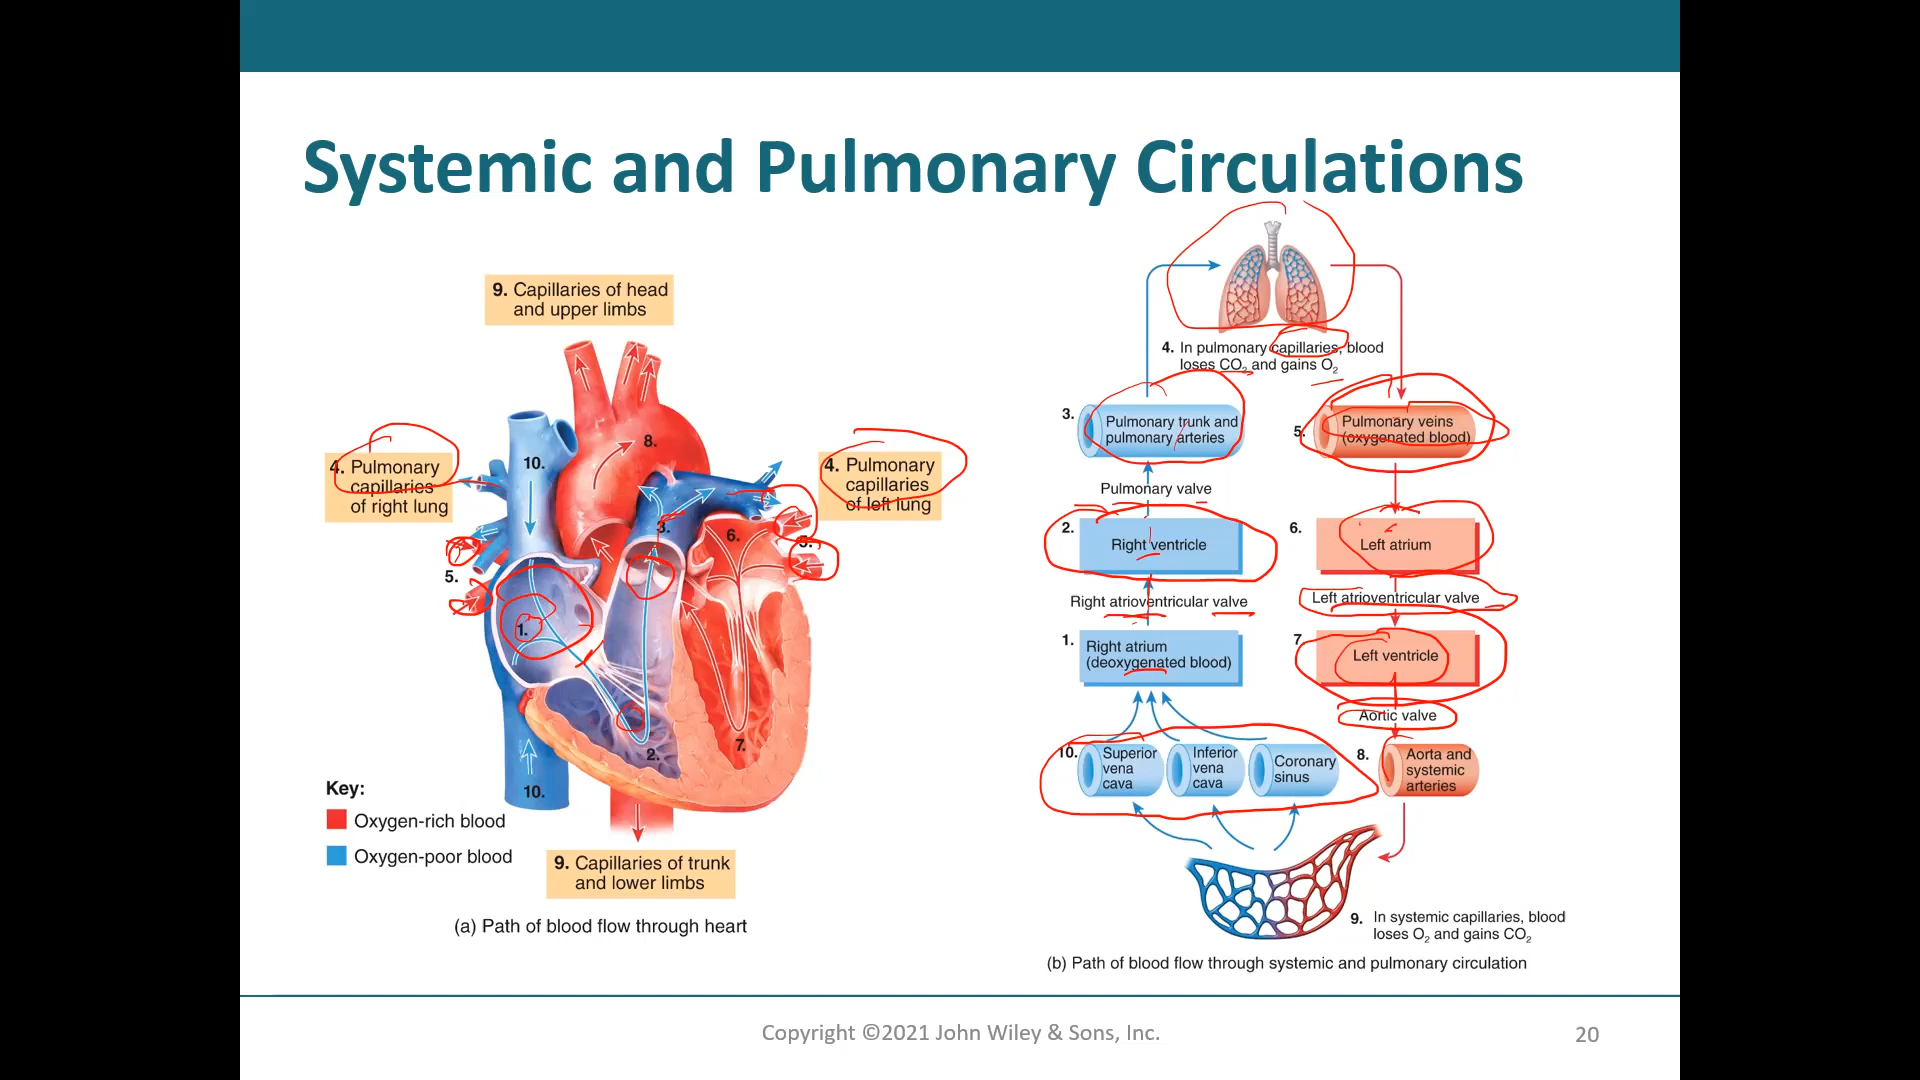 Systemic and Pulmonary Circulations
9. Capillaries of head
and upper limbs
4. Pulmonary
capillaries
of right lung
10.
8.
4. Pulmonary
capillaries
of left lung
3.
6.
5.
5.
1.
2.
7.
10.
Key:
Oxygen-rich blood
Oxygen-poor blood
9. Capillaries of trunk
and lower limbs
(a) Path of blood flow through heart
4. In pulmonary capillaries, blood
loses CO2 and gains O2
3. Pulmonary trunk and
pulmonary arteries
5. Pulmonary veins
(oxygenated blood)
Pulmonary valve
2. Right ventricle
6. Left atrium
Right atrioventricular valve
Left atrioventricular valve
1. Right atrium
(deoxygenated blood)
7. Left ventricle
Aortic valve
10. Superior
vena
cava
Inferior
vena
cava
Coronary
sinus
8. Aorta and
systemic
arteries
9. In systemic capillaries, blood
loses O2 and gains CO2
(b) Path of blood flow through systemic and pulmonary circulation
Copyright ©2021 John Wiley & Sons, Inc.
20